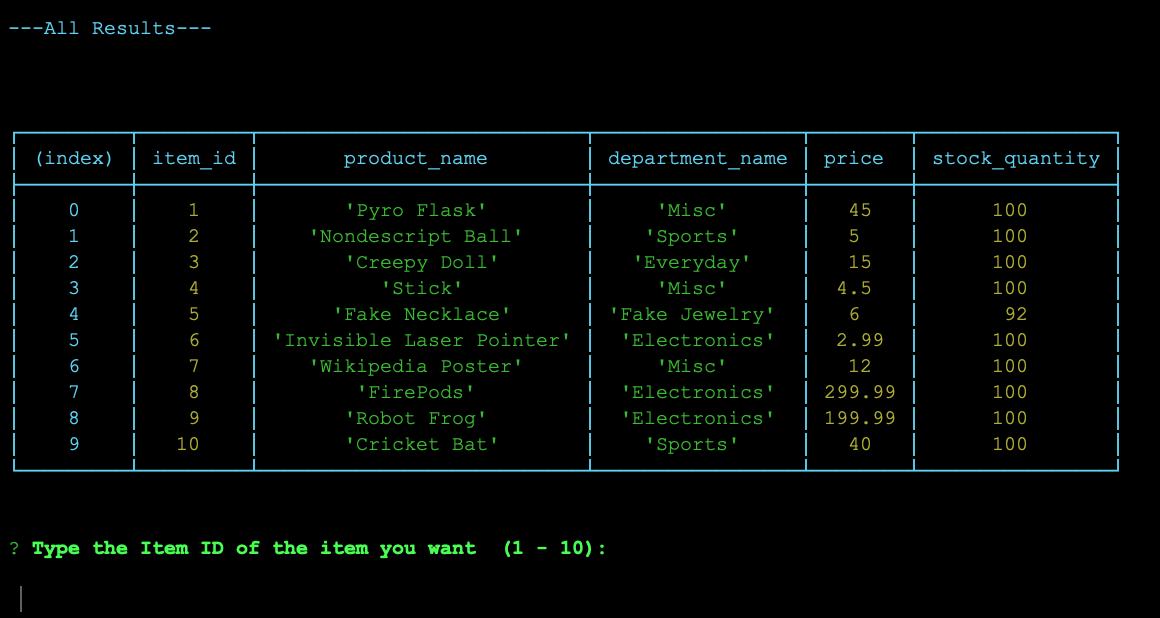 ---All Results---
(index) item_id product_name department_name price stock_quantity
0 1 'Pyro Flask' 'Misc' 45 100
1 2 'Nondescript Ball' 'Sports' 5 100
2 3 'Creepy Doll' 'Everyday' 15 100
3 4 'Stick' 'Misc' 4.5 100
4 5 'Fake Necklace' 'Fake Jewelry' 6 92
5 6 'Invisible Laser Pointer' 'Electronics' 2.99 100
6 7 'Wikipedia Poster' 'Misc' 12 100
7 8 'FirePods' 'Electronics' 299.99 100
8 9 'Robot Frog' 'Electronics' 199.99 100
9 10 'Cricket Bat' 'Sports' 40 100
? Type the Item ID of the item you want (1 - 10):